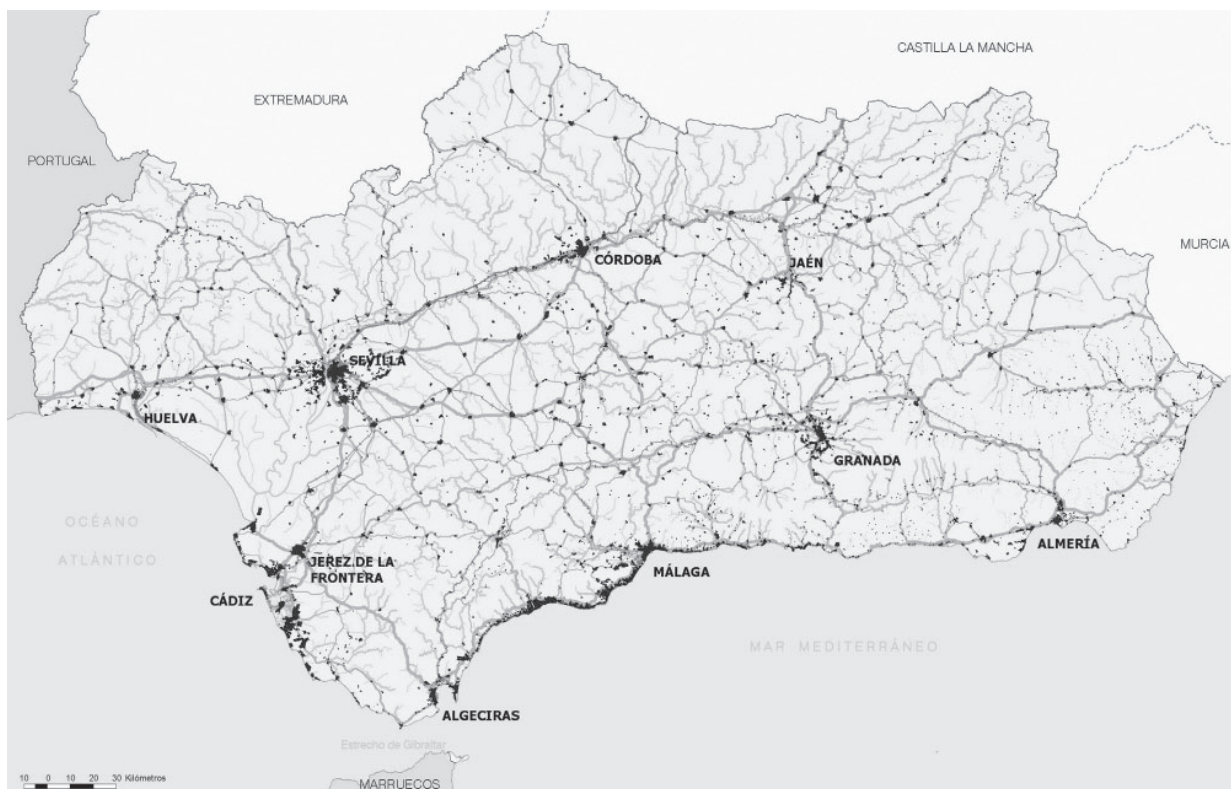 CASTILLA LA MANCHA
EXTREMADURA
PORTUGAL
MURCIA
CÓRDOBA
JAÉN
SEVILLA
HUELVA
GRANADA
OCÉANO
ATLÁNTICO
ALMERÍA
JEREZ DE LA
FRONTERA
MÁLAGA
CÁDIZ
MAR MEDITERRÁNEO
ALGECIRAS
Estrecho de Gibraltar
10 0 10 20 30 Kilómetros
MARRUECOS